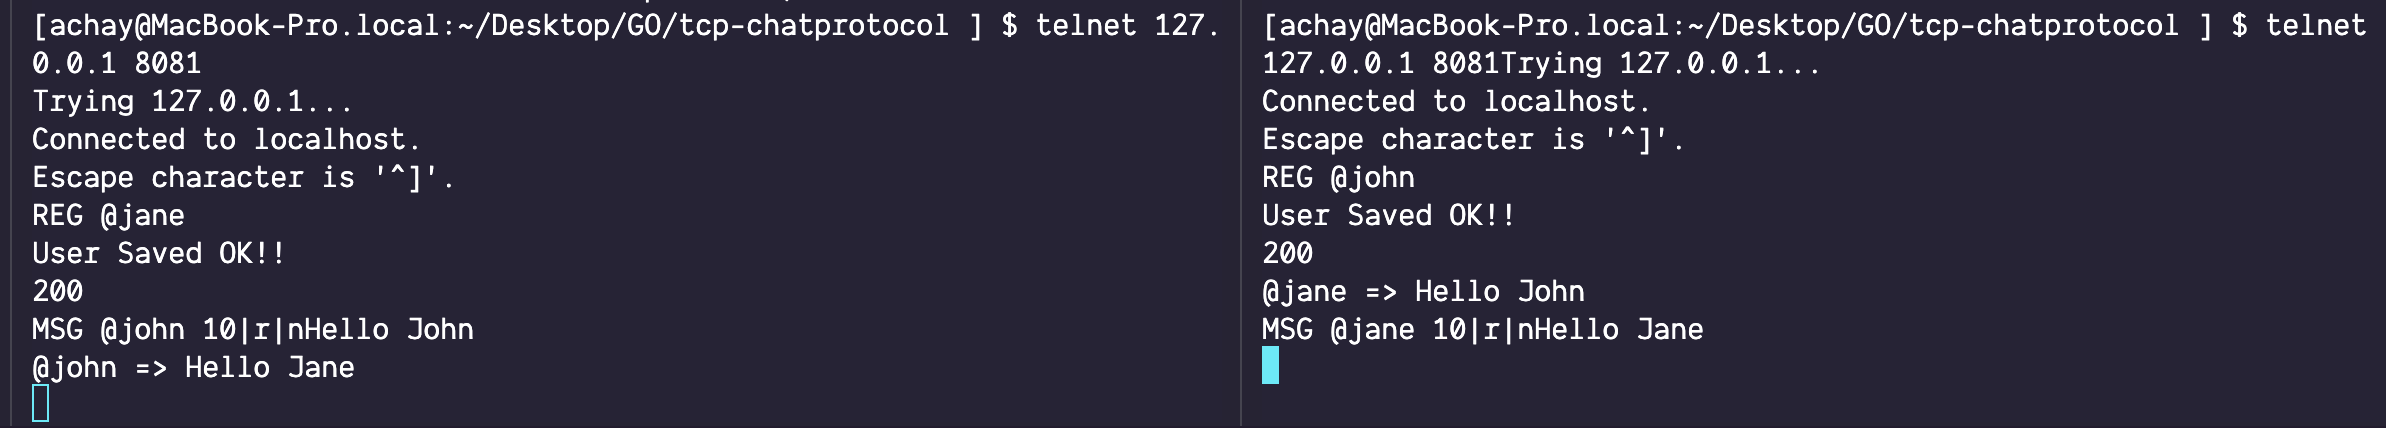 [achay@MacBook-Pro.local:~/Desktop/GO/tcp-chatprotocol ] $ telnet 127.
0.0.1 8081
Trying 127.0.0.1...
Connected to localhost.
Escape character is '^]'.
REG @jane
User Saved OK!!
200
MSG @john 10|r|nHello John
@john => Hello Jane
[achay@MacBook-Pro.local:~/Desktop/GO/tcp-chatprotocol ] $ telnet
127.0.0.1 8081Trying 127.0.0.1...
Connected to localhost.
Escape character is '^]'.
REG @john
User Saved OK!!
200
@jane => Hello John
MSG @jane 10|r|nHello Jane